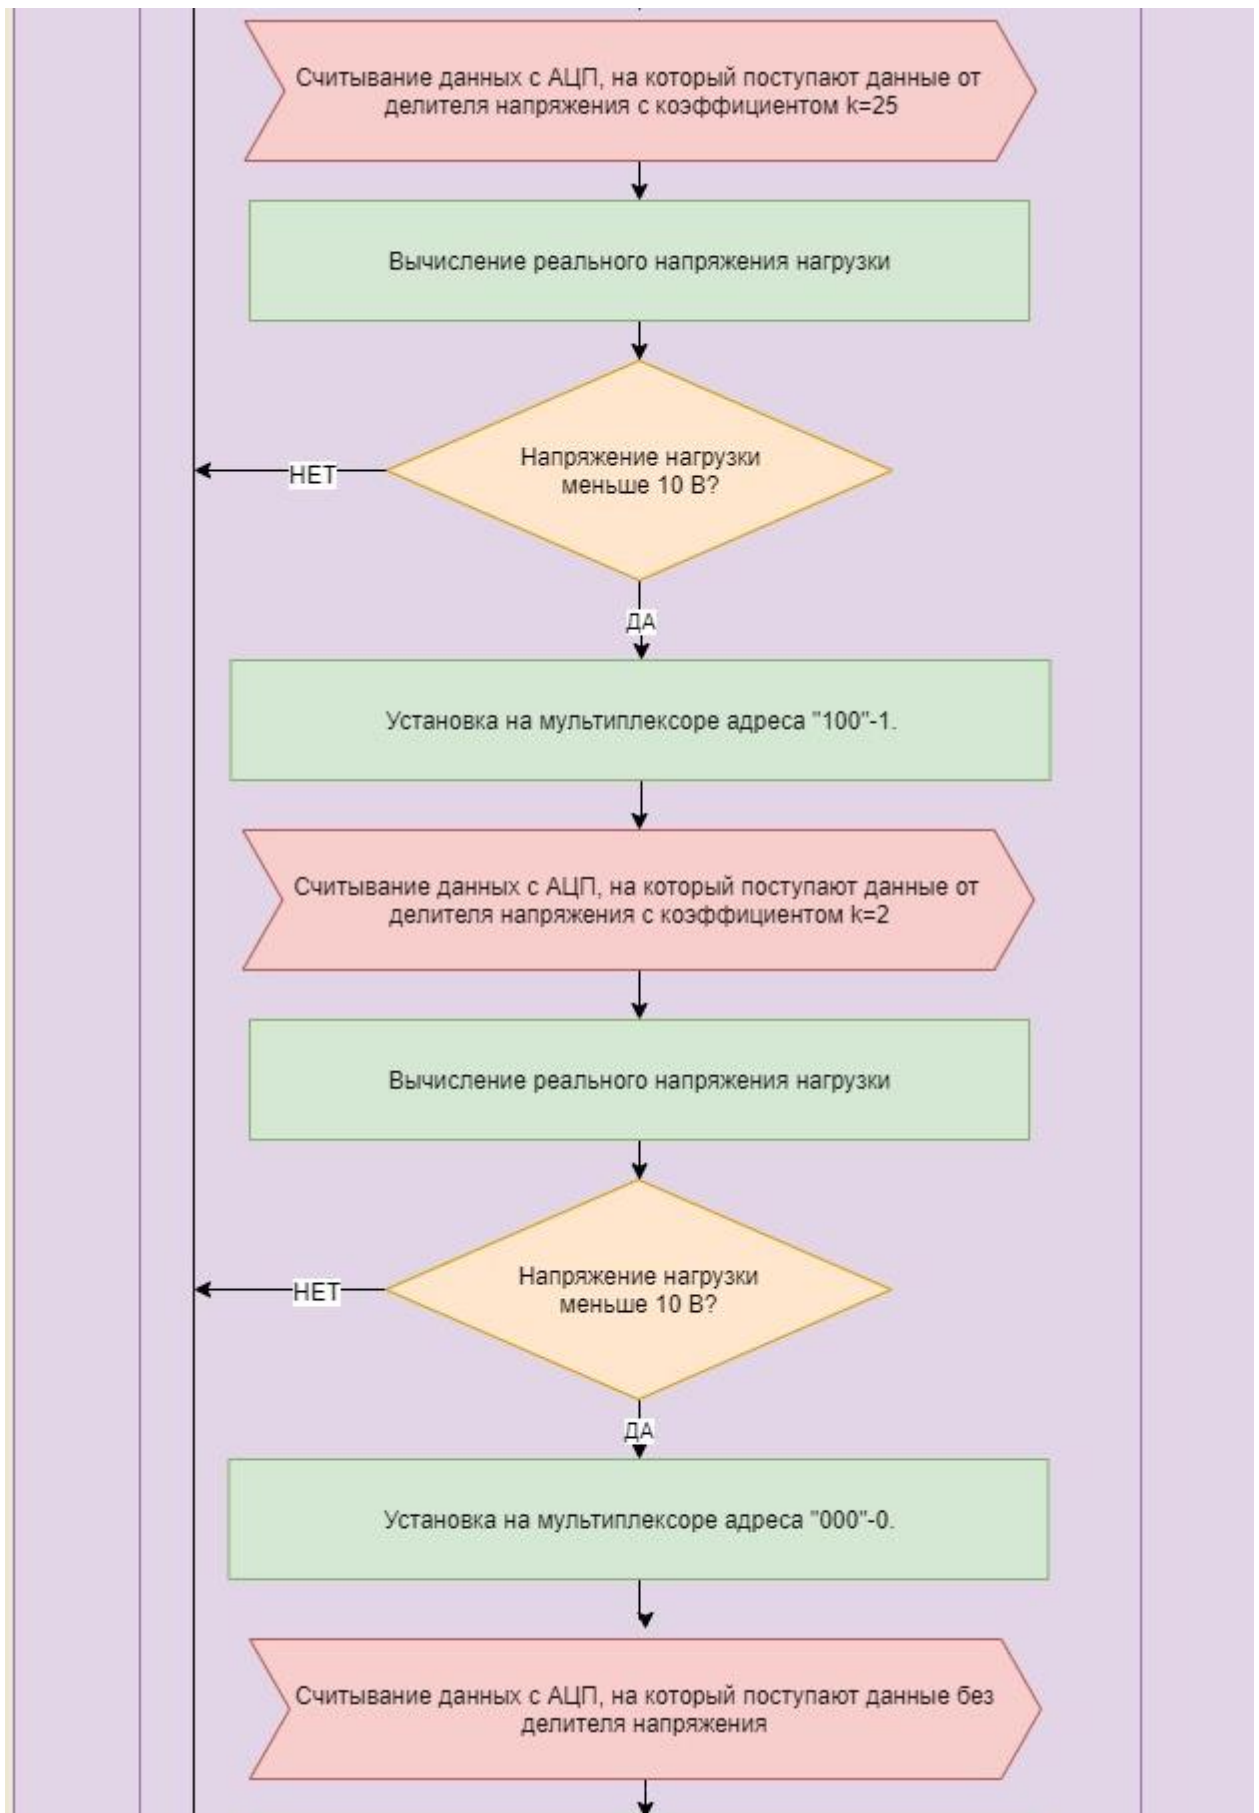 Считывание данных с АЦП, на который поступают данные от
делителя напряжения с коэффициентом k=25
Вычисление реального напряжения нагрузки
Напряжение нагрузки
меньше 10 В?
НЕТ
ДА
Установка на мультиплексоре адреса "100"-1.
Считывание данных с АЦП, на который поступают данные от
делителя напряжения с коэффициентом k=2
Вычисление реального напряжения нагрузки
Напряжение нагрузки
меньше 10 В?
НЕТ
ДА
Установка на мультиплексоре адреса "000"-0.
Считывание данных с АЦП, на который поступают данные без
делителя напряжения